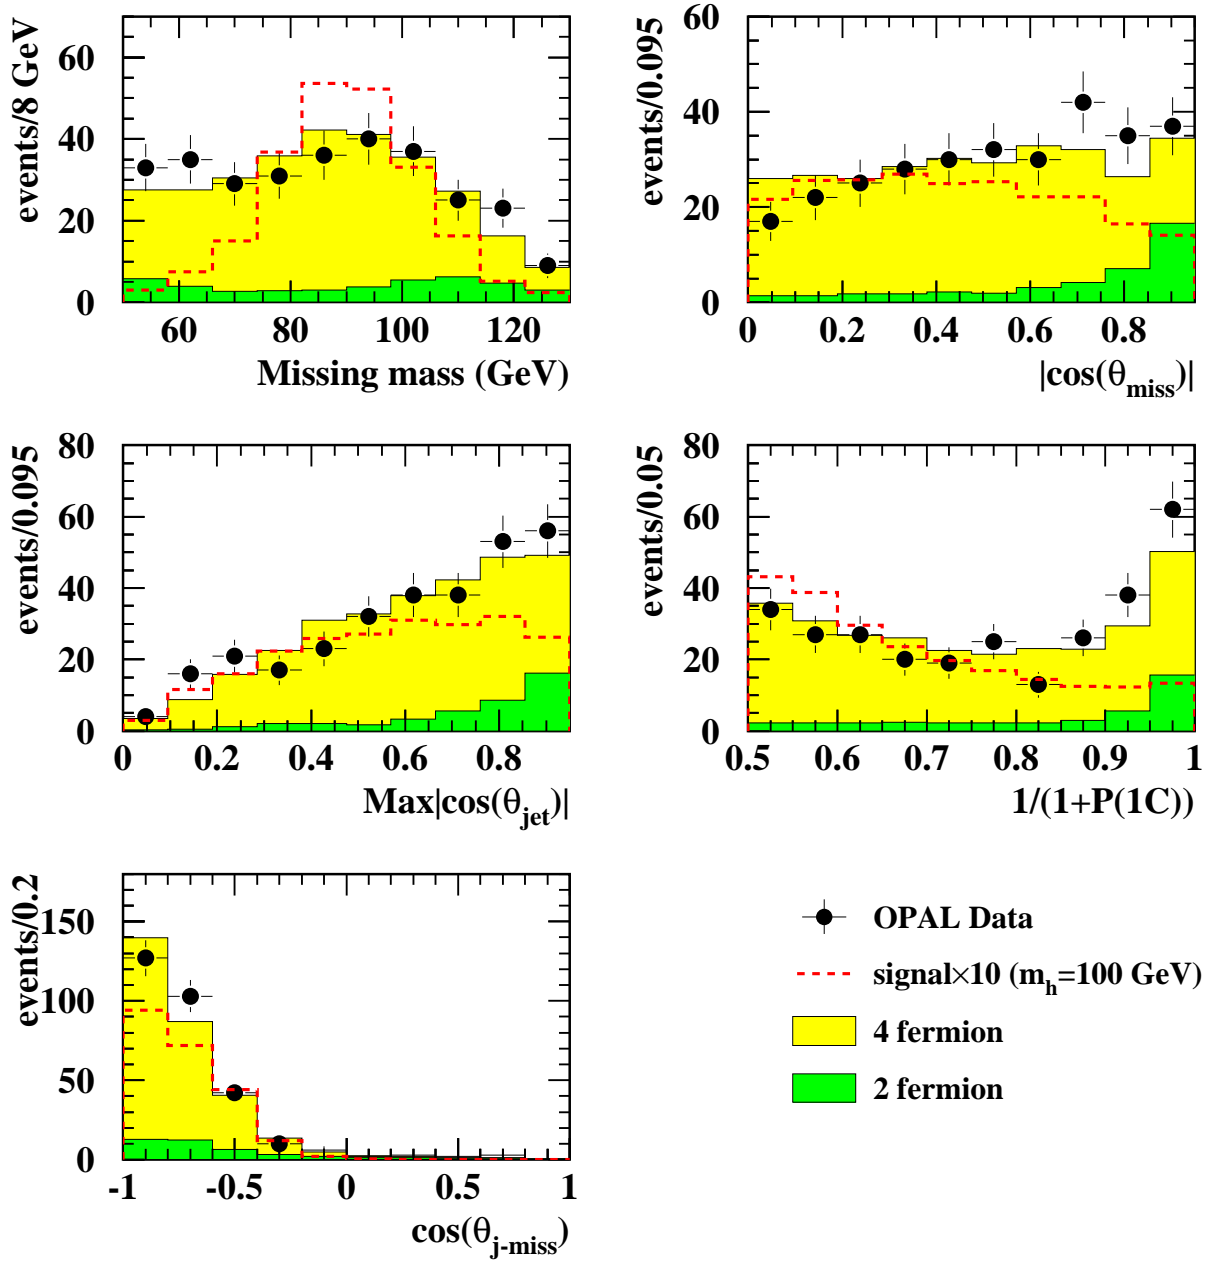 events/8 GeV
60
40
20
0
60 80 100 120
Missing mass (GeV)
events/0.095
60
40
20
0
0 0.2 0.4 0.6 0.8
|cos(θ_miss)|
events/0.095
80
60
40
20
0
0 0.2 0.4 0.6 0.8
Max|cos(θ_jet)|
events/0.05
80
60
40
20
0
0.5 0.6 0.7 0.8 0.9 1
1/(1+P(1C))
events/0.2
150
100
50
0
-1 -0.5 0 0.5 1
cos(θ_j-miss)
OPAL Data
signal×10 (m_h=100 GeV)
4 fermion
2 fermion